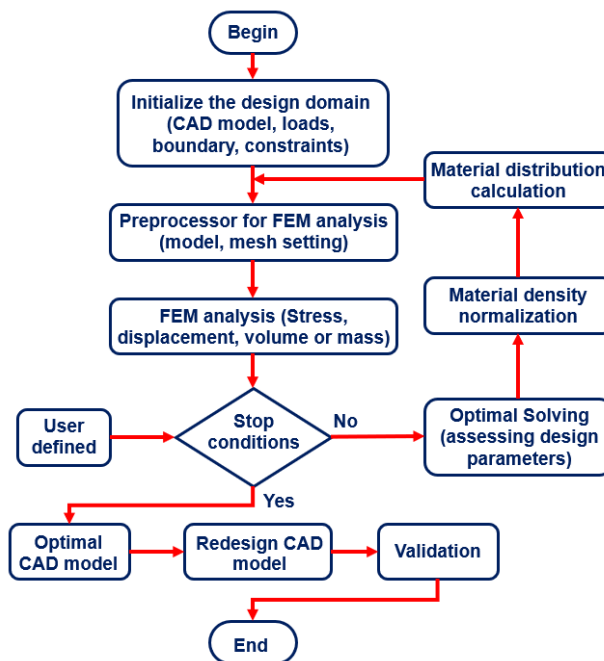 Begin
Initialize the design domain
(CAD model, loads,
boundary, constraints)
Material distribution
calculation
Preprocessor for FEM analysis
(model, mesh setting)
Material density
normalization
FEM analysis (Stress,
displacement, volume or mass)
User
defined
Stop
conditions
No
Optimal Solving
(assessing design
parameters)
Yes
Optimal
CAD model
Redesign CAD
model
Validation
End